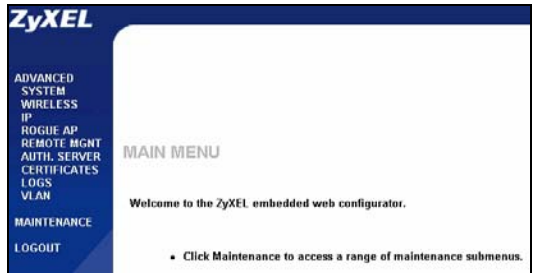 ZyXEL
ADVANCED
SYSTEM
WIRELESS
IP
ROGUE AP
REMOTE MGNT
AUTH. SERVER
CERTIFICATES
LOGS
VLAN
MAINTENANCE
LOGOUT
MAIN MENU
Welcome to the ZyXEL embedded web configurator.
• Click Maintenance to access a range of maintenance submenus.